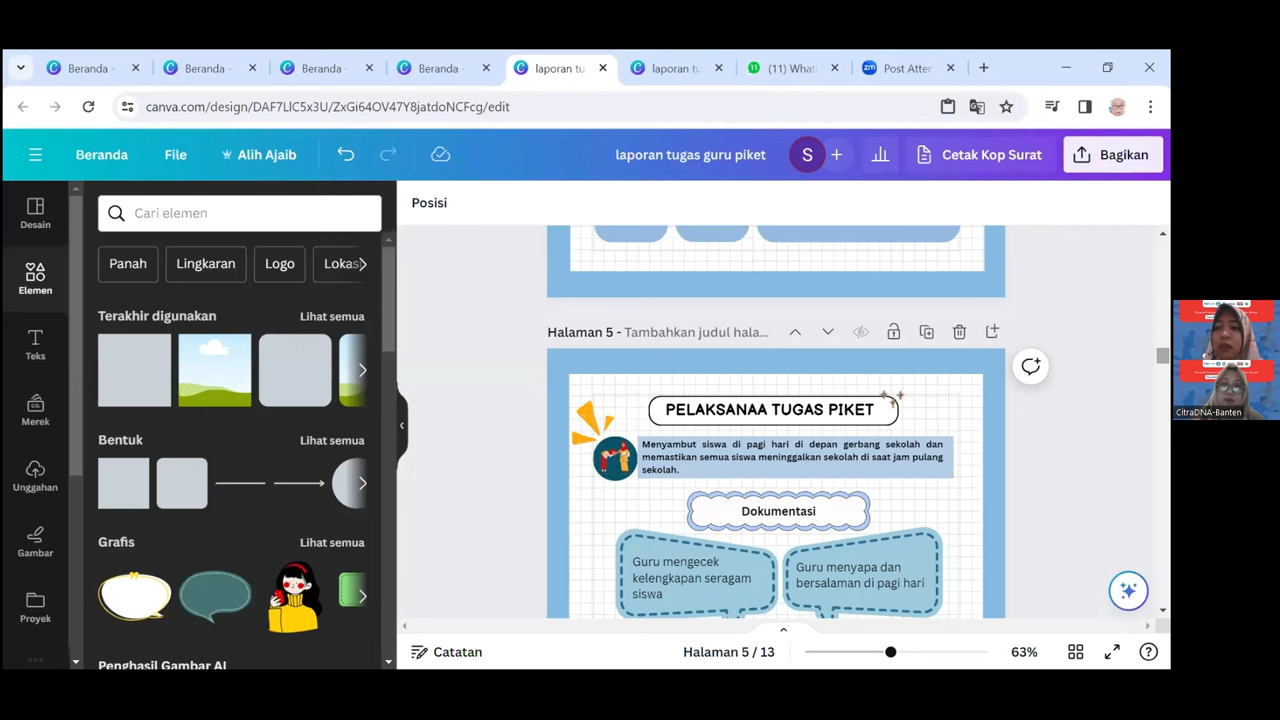 Beranda -
Beranda -
Beranda -
Beranda -
laporan tu
laporan tu
(11) What
Post Atter
canva.com/design/DAF7LlC5x3U/ZxGi64OV47Y8jatdoNCFcg/edit
Beranda
File
Alih Ajaib
laporan tugas guru piket
S
Cetak Kop Surat
Bagikan
Desain
Elemen
Teks
Merek
Unggahan
Gambar
Proyek
Cari elemen
Panah
Lingkaran
Logo
Lokas
Terakhir digunakan
Lihat semua
Bentuk
Lihat semua
Grafis
Lihat semua
Penghasil Gambar AI
Posisi
Halaman 5 - Tambahkan judul hala...
PELAKSANAA TUGAS PIKET
Menyambut siswa di pagi hari di depan gerbang sekolah dan
memastikan semua siswa meninggalkan sekolah di saat jam pulang
sekolah.
Dokumentasi
Guru mengecek
kelengkapan seragam
siswa
Guru menyapa dan
bersalaman di pagi hari
Catatan
Halaman 5 / 13
63%
CitraDNA-Banten